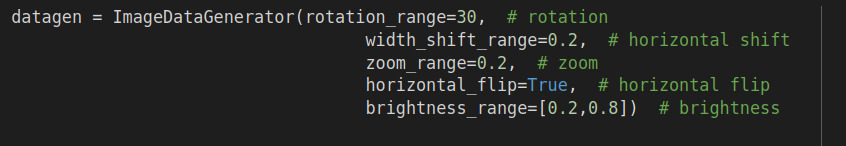 datagen = ImageDataGenerator(rotation_range=30,  # rotation
width_shift_range=0.2,  # horizontal shift
zoom_range=0.2,  # zoom
horizontal_flip=True,  # horizontal flip
brightness_range=[0.2,0.8])  # brightness